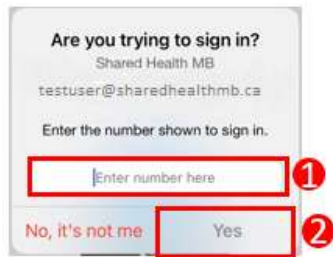 Are you trying to sign in?
Shared Health MB
testuser@sharedhealthmb.ca
Enter the number shown to sign in.
Enter number here
1
No, it's not me
Yes
2